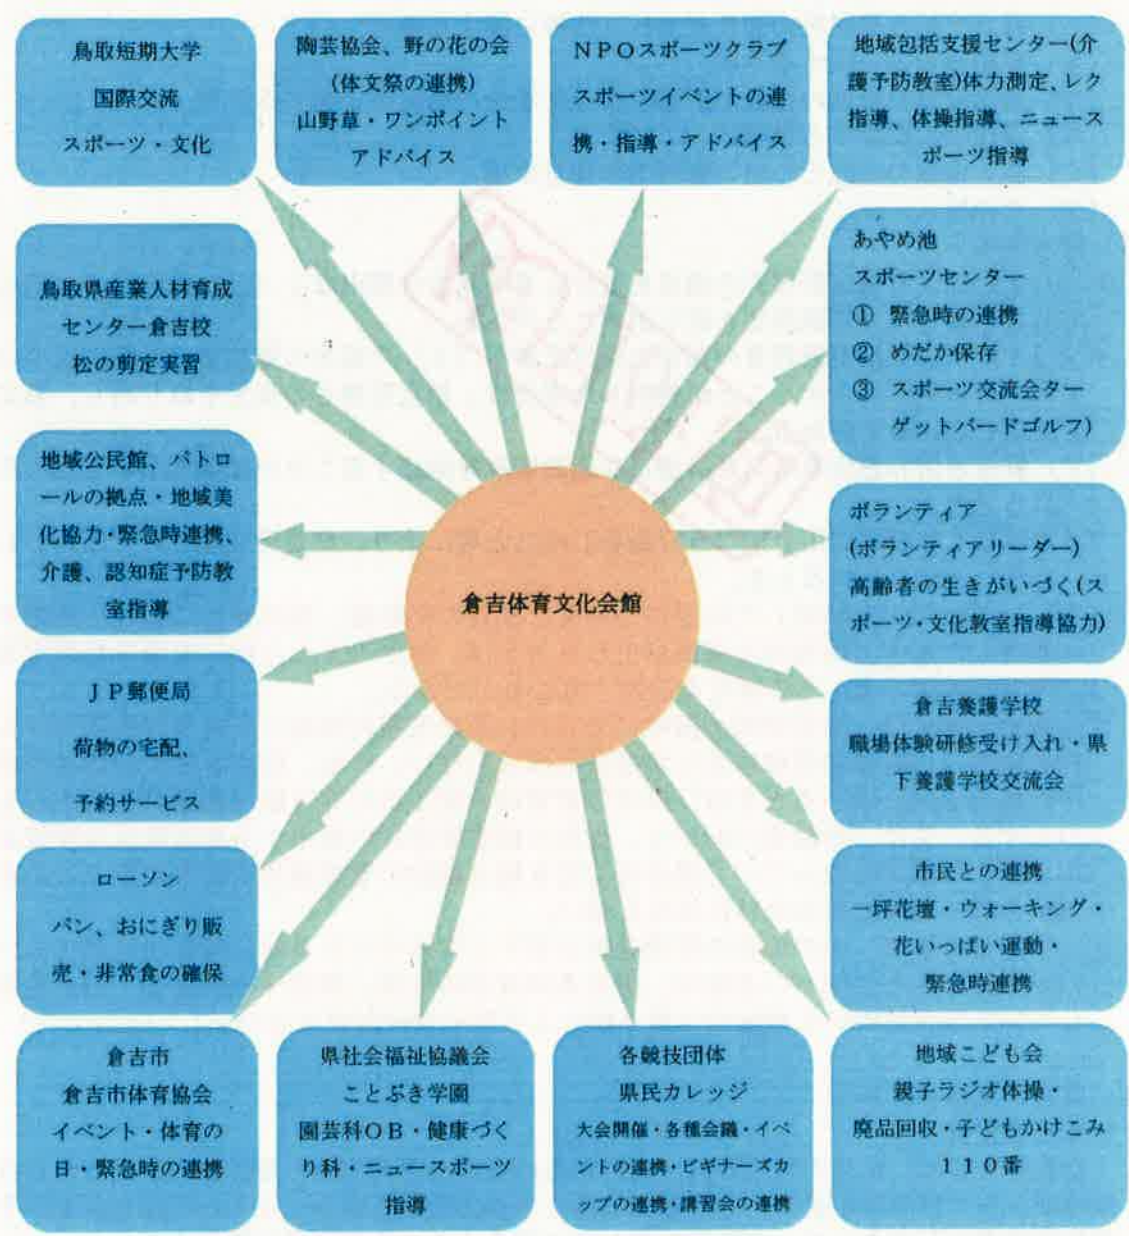 鳥取短期大学
国際交流
スポーツ・文化
陶芸協会、野の花の会
(体文祭の連携)
山野草・ワンポイント
アドバイス
NPOスポーツクラブ
スポーツイベントの連
携・指導・アドバイス
地域包括支援センター(介
護予防教室)体力測定、レク
指導、体操指導、ニュース
ポーツ指導
鳥取県産業人材育成
センター倉吉校
松の剪定実習
あやめ池
スポーツセンター
① 緊急時の連携
② めだか保存
③ スポーツ交流会ター
ゲットバードゴルフ)
地域公民館、パトロ
ールの拠点・地域美
化協力・緊急時連携、
介護、認知症予防教
室指導
ボランティア
(ボランティアリーダー)
高齢者の生きがいづく(ス
ポーツ・文化教室指導協力)
倉吉体育文化会館
JP郵便局
荷物の宅配、
予約サービス
倉吉養護学校
職場体験研修受け入れ・県
下養護学校交流会
ローソン
パン、おにぎり販
売・非常食の確保
市民との連携
一坪花壇・ウォーキング・
花いっぱい運動・
緊急時連携
倉吉市
倉吉市体育協会
イベント・体育の
日・緊急時の連携
県社会福祉協議会
ことぶき学園
園芸科OB・健康づく
り科・ニュースポーツ
指導
各競技団体
県民カレッジ
大会開催・各種会議・イベ
ントの連携・ビギナーズカ
ップの連携・講習会の連携
地域こども会
親子ラジオ体操・
廃品回収・子どもかけこみ
110番